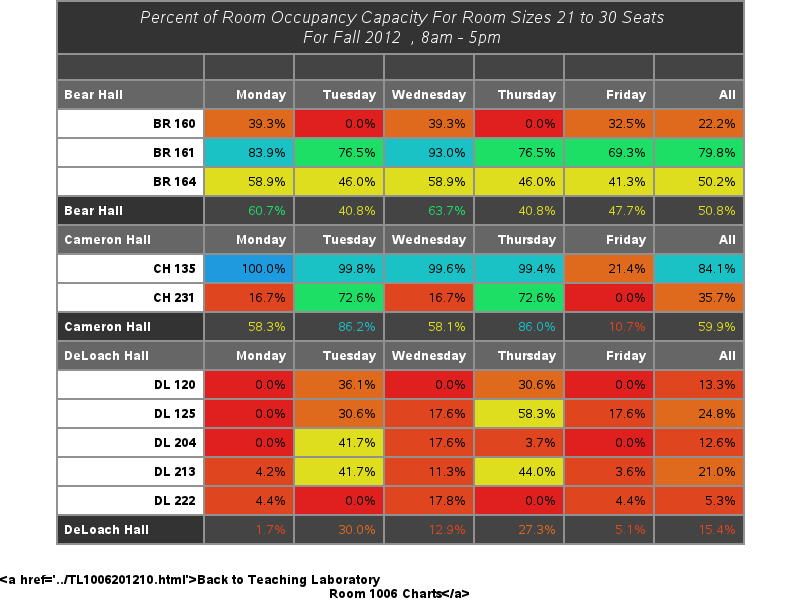 Percent of Room Occupancy Capacity For Room Sizes 21 to 30 Seats
For Fall 2012 , 8am - 5pm
Bear Hall Monday Tuesday Wednesday Thursday Friday All
BR 160 39.3% 0.0% 39.3% 0.0% 32.5% 22.2%
BR 161 83.9% 76.5% 93.0% 76.5% 69.3% 79.8%
BR 164 58.9% 46.0% 58.9% 46.0% 41.3% 50.2%
Bear Hall 60.7% 40.8% 63.7% 40.8% 47.7% 50.8%
Cameron Hall Monday Tuesday Wednesday Thursday Friday All
CH 135 100.0% 99.8% 99.6% 99.4% 21.4% 84.1%
CH 231 16.7% 72.6% 16.7% 72.6% 0.0% 35.7%
Cameron Hall 58.3% 86.2% 58.1% 86.0% 10.7% 59.9%
DeLoach Hall Monday Tuesday Wednesday Thursday Friday All
DL 120 0.0% 36.1% 0.0% 30.6% 0.0% 13.3%
DL 125 0.0% 30.6% 17.6% 58.3% 17.6% 24.8%
DL 204 0.0% 41.7% 17.6% 3.7% 0.0% 12.6%
DL 213 4.2% 41.7% 11.3% 44.0% 3.6% 21.0%
DL 222 4.4% 0.0% 17.8% 0.0% 4.4% 5.3%
DeLoach Hall 1.7% 30.0% 12.9% 27.3% 5.1% 15.4%
<a href='../TL1006201210.html'>Back to Teaching Laboratory
Room 1006 Charts</a>